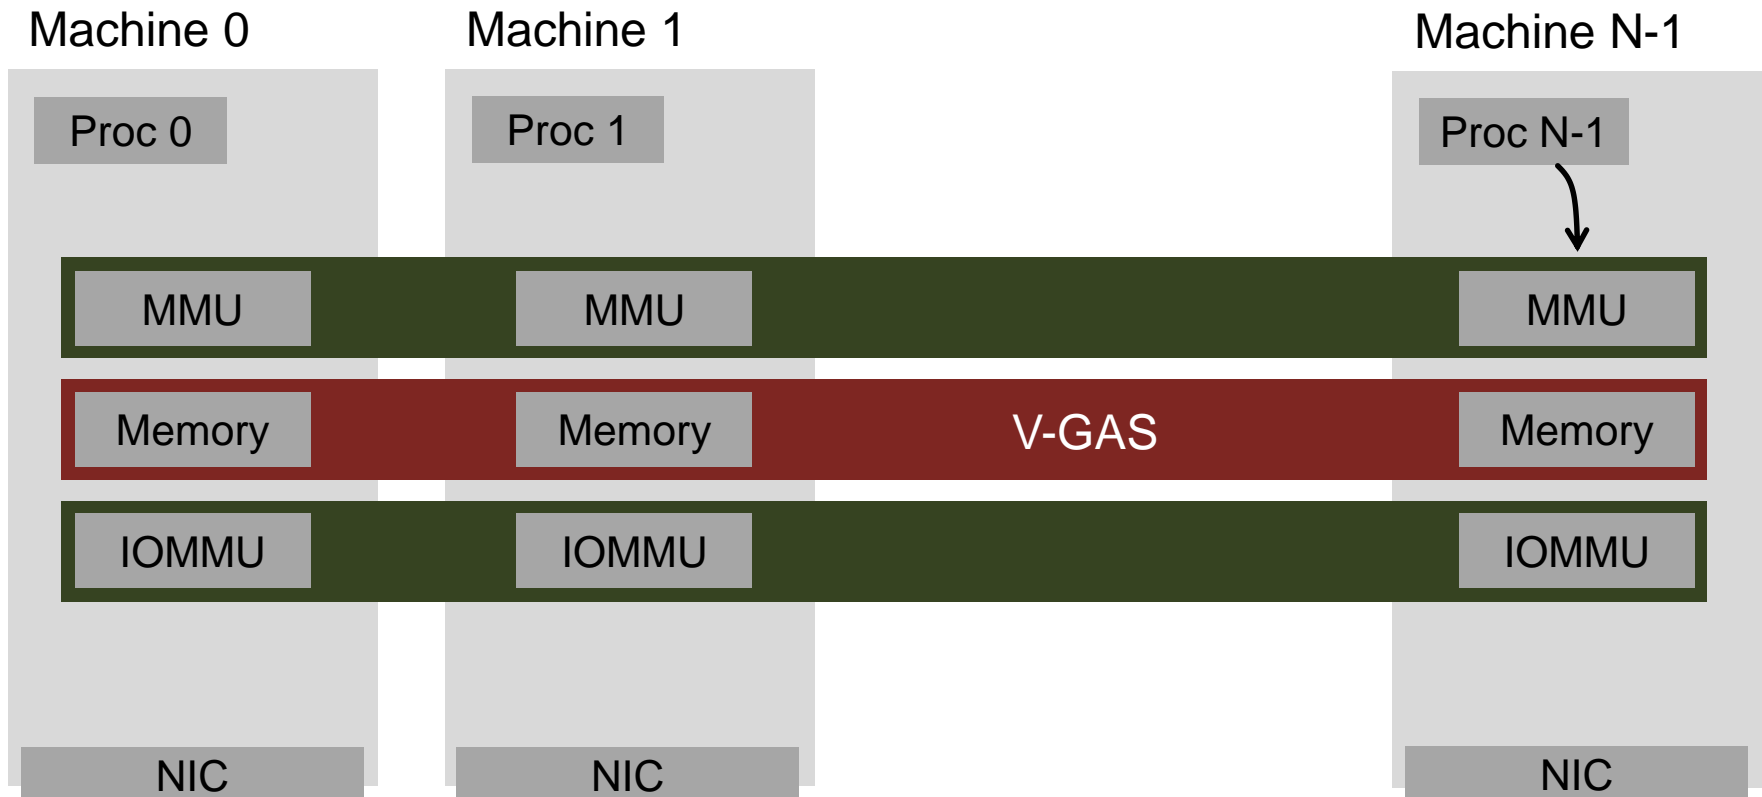 Machine 0
Machine 1
Machine N-1
Proc 0
Proc 1
Proc N-1
MMU
MMU
MMU
Memory
Memory
V-GAS
Memory
IOMMU
IOMMU
IOMMU
NIC
NIC
NIC